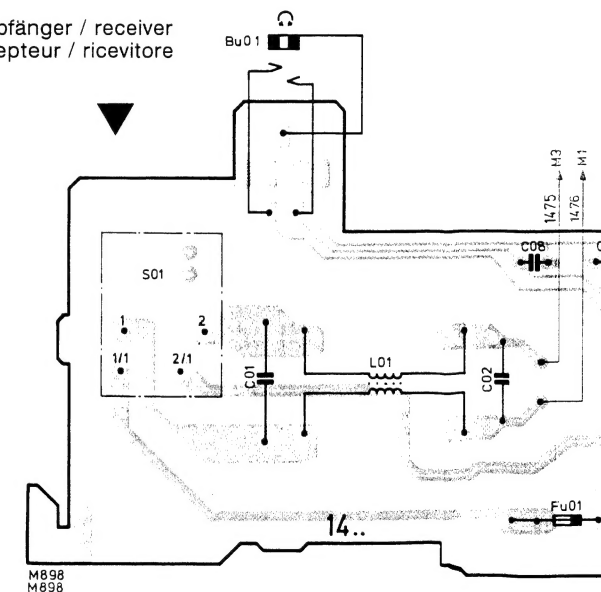 pfänger / receiver
epteur / ricevitore
Bu01
M3
M1
1475
1476
C08
S01
1
2
1/1
2/1
C01
L01
C02
Fu01
14..
M898
M898